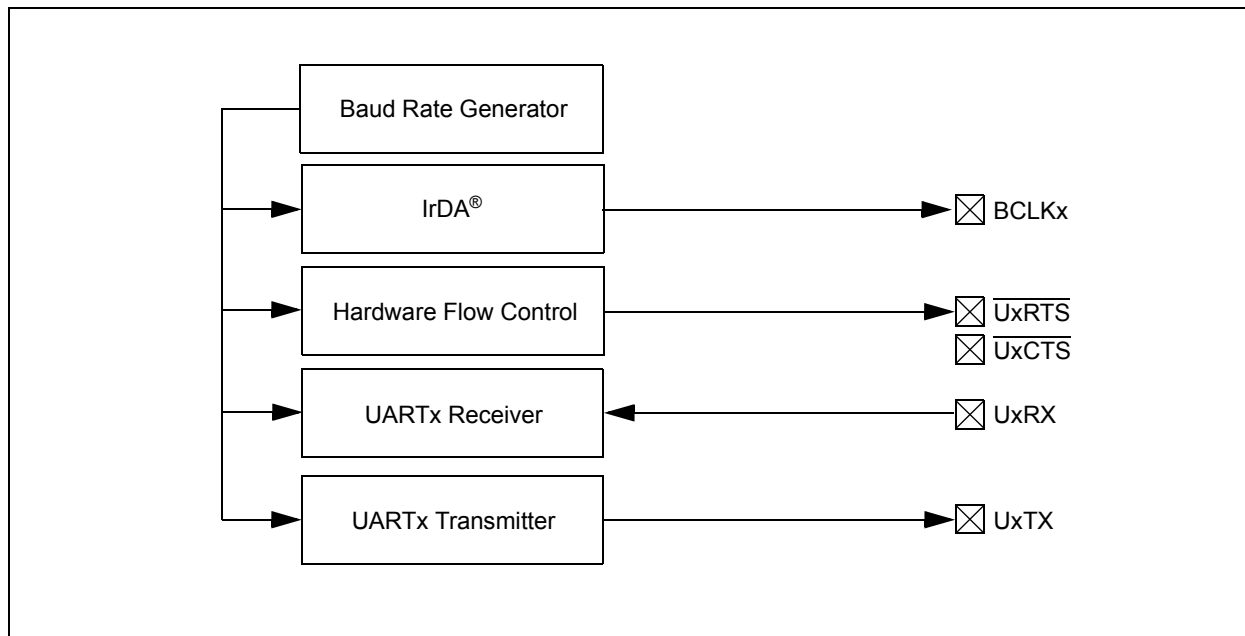 Baud Rate Generator
IrDA®
BCLKx
Hardware Flow Control
UxRTS
UxCTS
UARTx Receiver
UxRX
UARTx Transmitter
UxTX